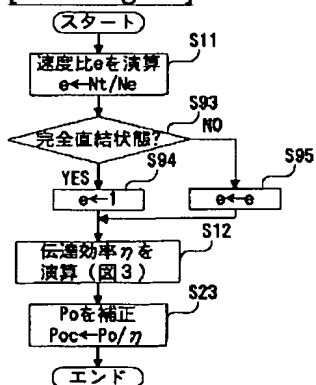 スタート
S11
速度比eを演算
e←Nt/Ne
S93
完全直結状態?
NO
YES
S94
S95
e←1
e←e
S12
伝達効率ηを
演算(図3)
S23
Poを補正
Poc←Po/η
エンド